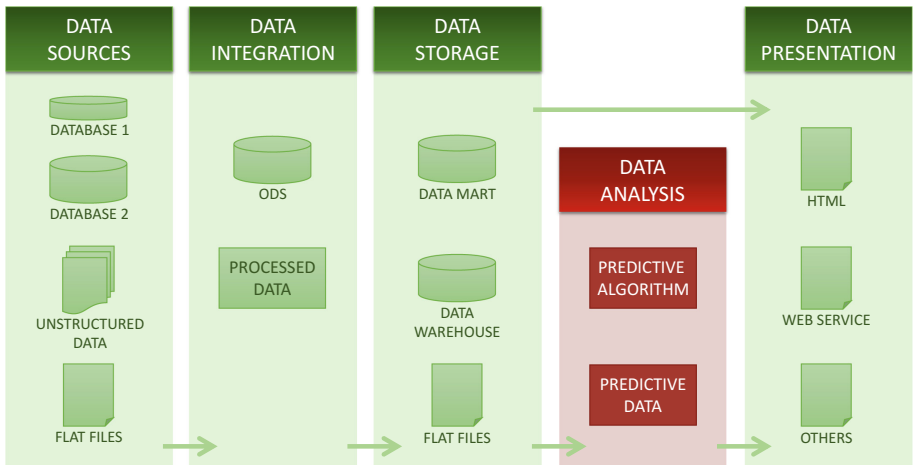 DATA
SOURCES
DATABASE 1
DATABASE 2
UNSTRUCTURED
DATA
FLAT FILES
DATA
INTEGRATION
ODS
PROCESSED
DATA
DATA
STORAGE
DATA MART
DATA
WAREHOUSE
FLAT FILES
DATA
ANALYSIS
PREDICTIVE
ALGORITHM
PREDICTIVE
DATA
DATA
PRESENTATION
HTML
WEB SERVICE
OTHERS